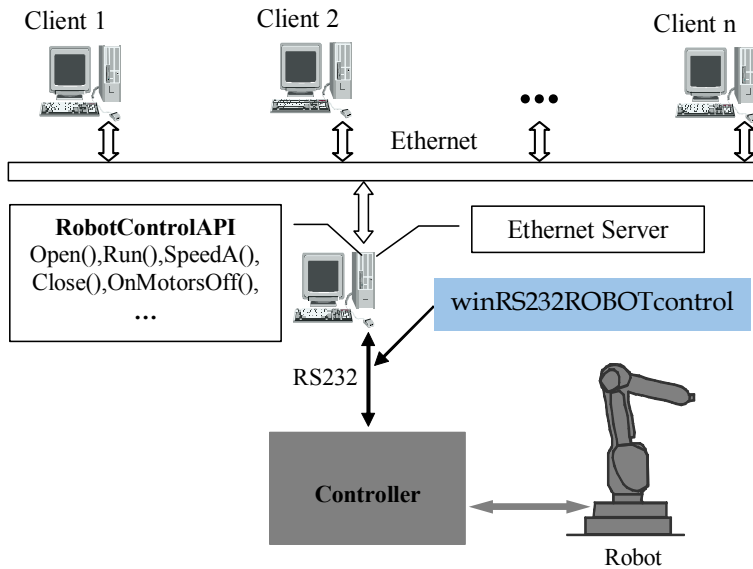 Client 1
Client 2
Client n
•••
Ethernet
RobotControlAPI
Open(),Run(),SpeedA(),
Close(),OnMotorsOff(),
...
Ethernet Server
winRS232ROBOTcontrol
RS232
Controller
Robot